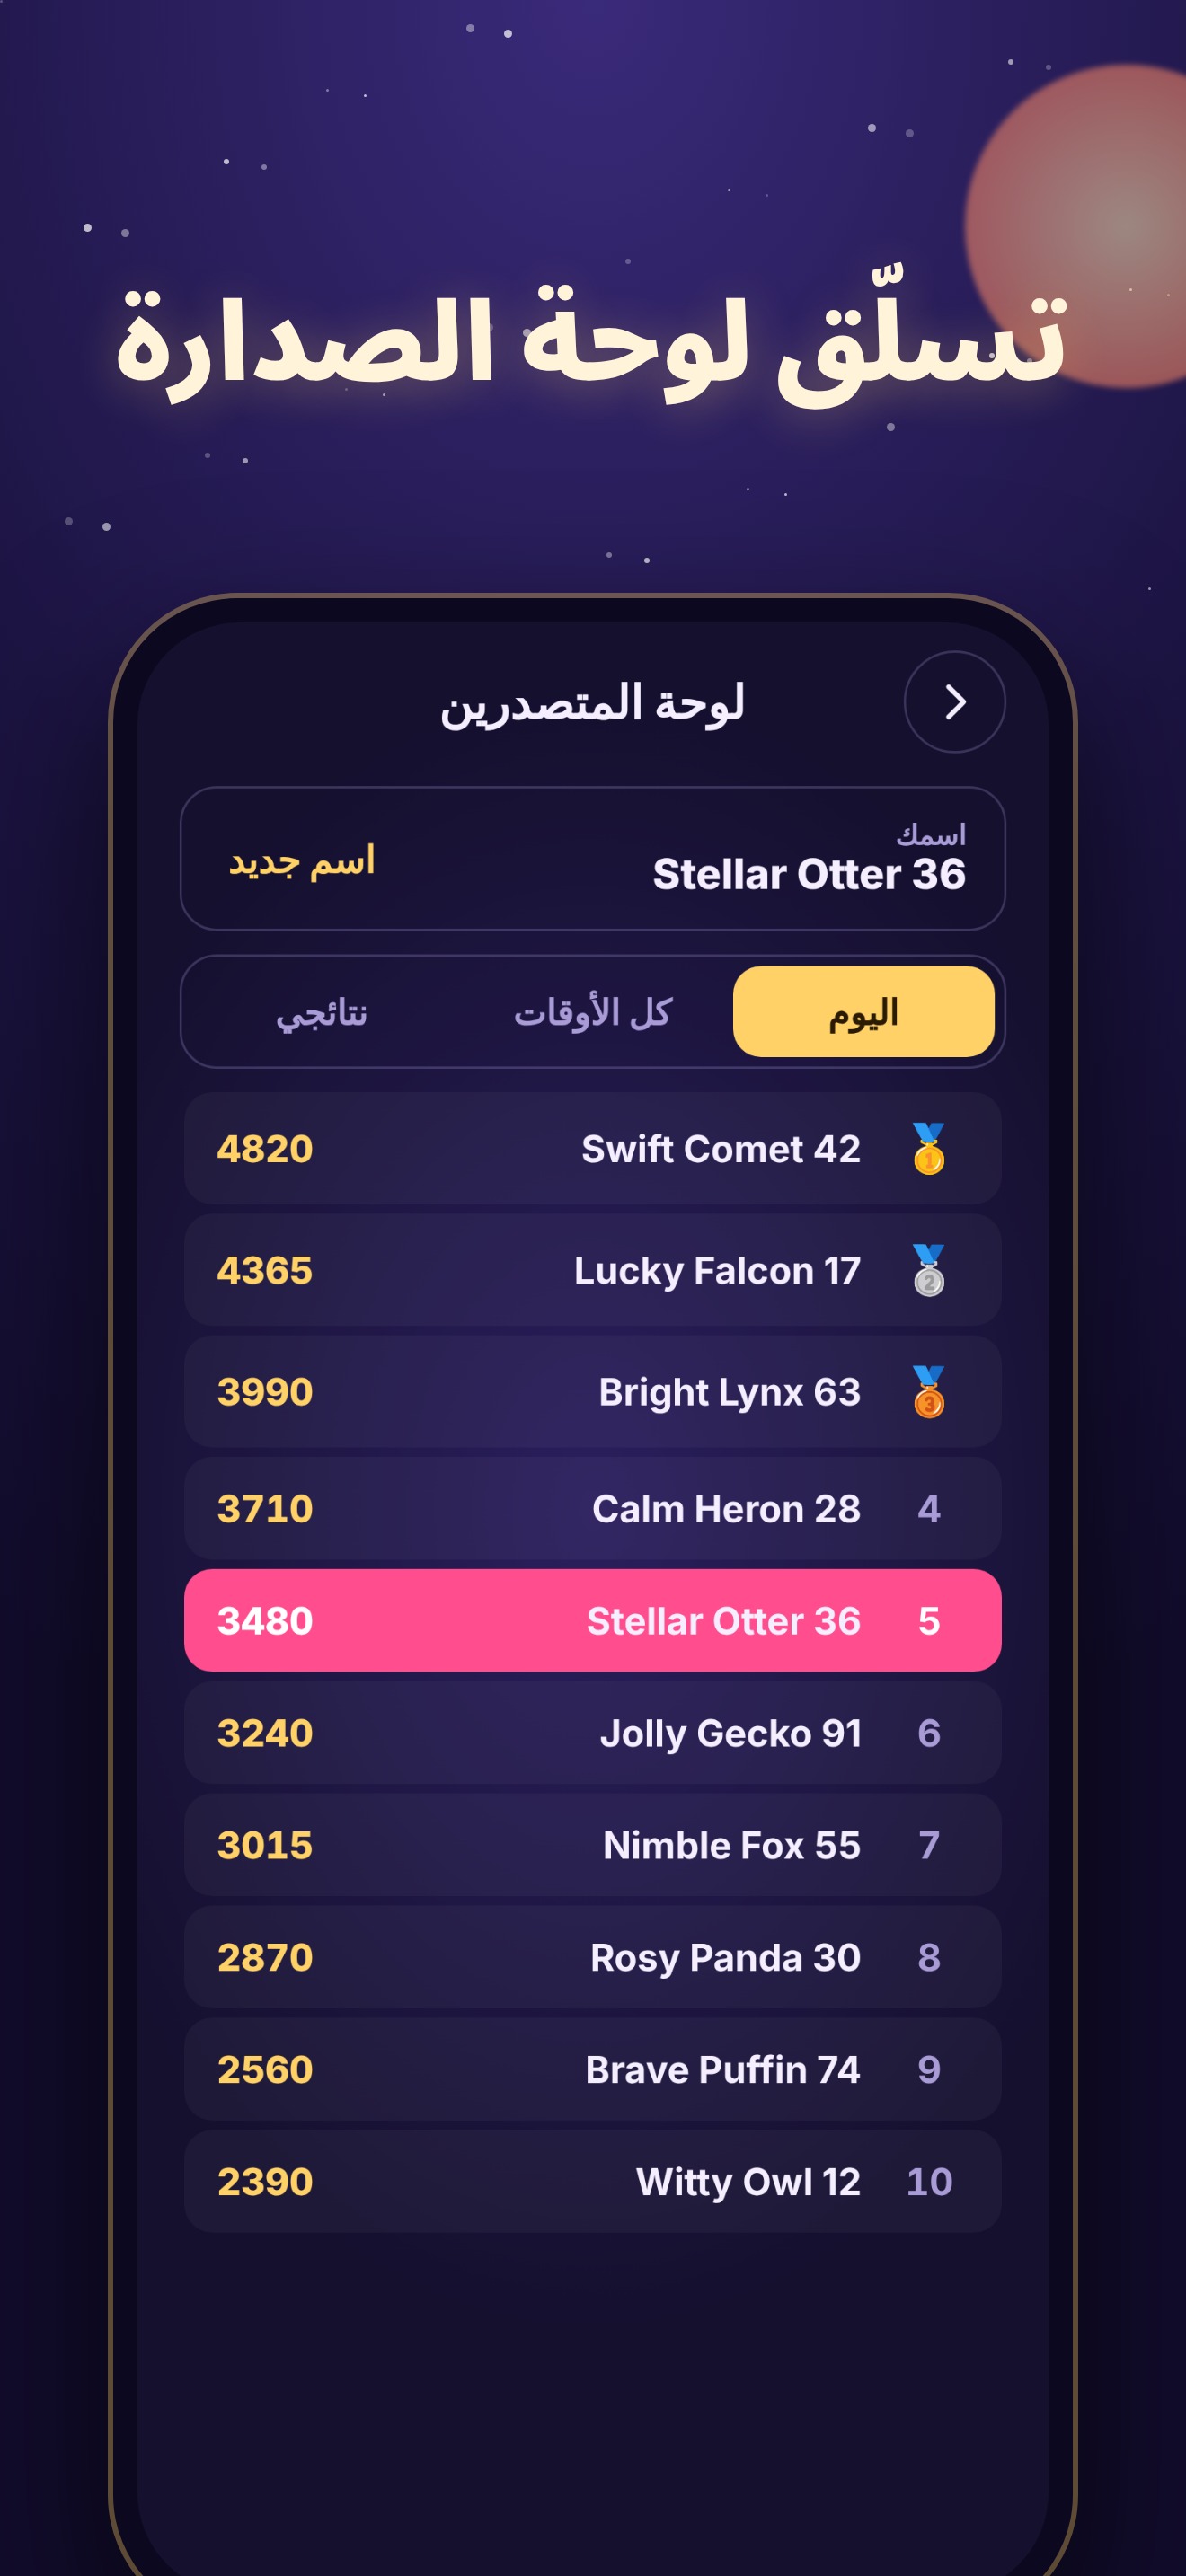 تسلّق لوحة الصدارة
لوحة المتصدرين
اسمك
Stellar Otter 36
اسم جديد
اليوم كل الأوقات نتائجي
1 Swift Comet 42 4820
2 Lucky Falcon 17 4365
3 Bright Lynx 63 3990
4 Calm Heron 28 3710
5 Stellar Otter 36 3480
6 Jolly Gecko 91 3240
7 Nimble Fox 55 3015
8 Rosy Panda 30 2870
9 Brave Puffin 74 2560
10 Witty Owl 12 2390